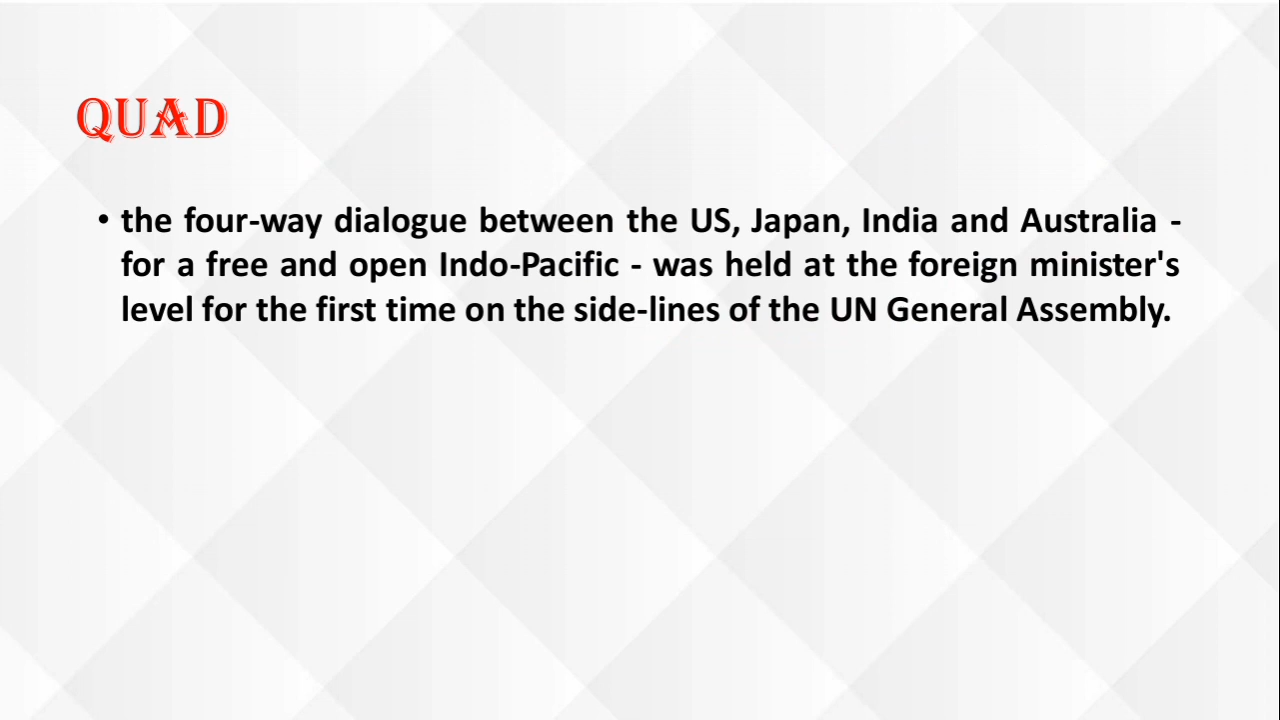 QUAD
• the four-way dialogue between the US, Japan, India and Australia -
for a free and open Indo-Pacific - was held at the foreign minister's
level for the first time on the side-lines of the UN General Assembly.